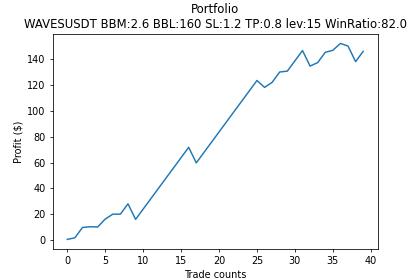 Portfolio
WAVESUSDT BBM:2.6 BBL:160 SL:1.2 TP:0.8 lev:15 WinRatio:82.0
140
120
100
80
60
40
20
0
Profit ($)
0 5 10 15 20 25 30 35 40
Trade counts